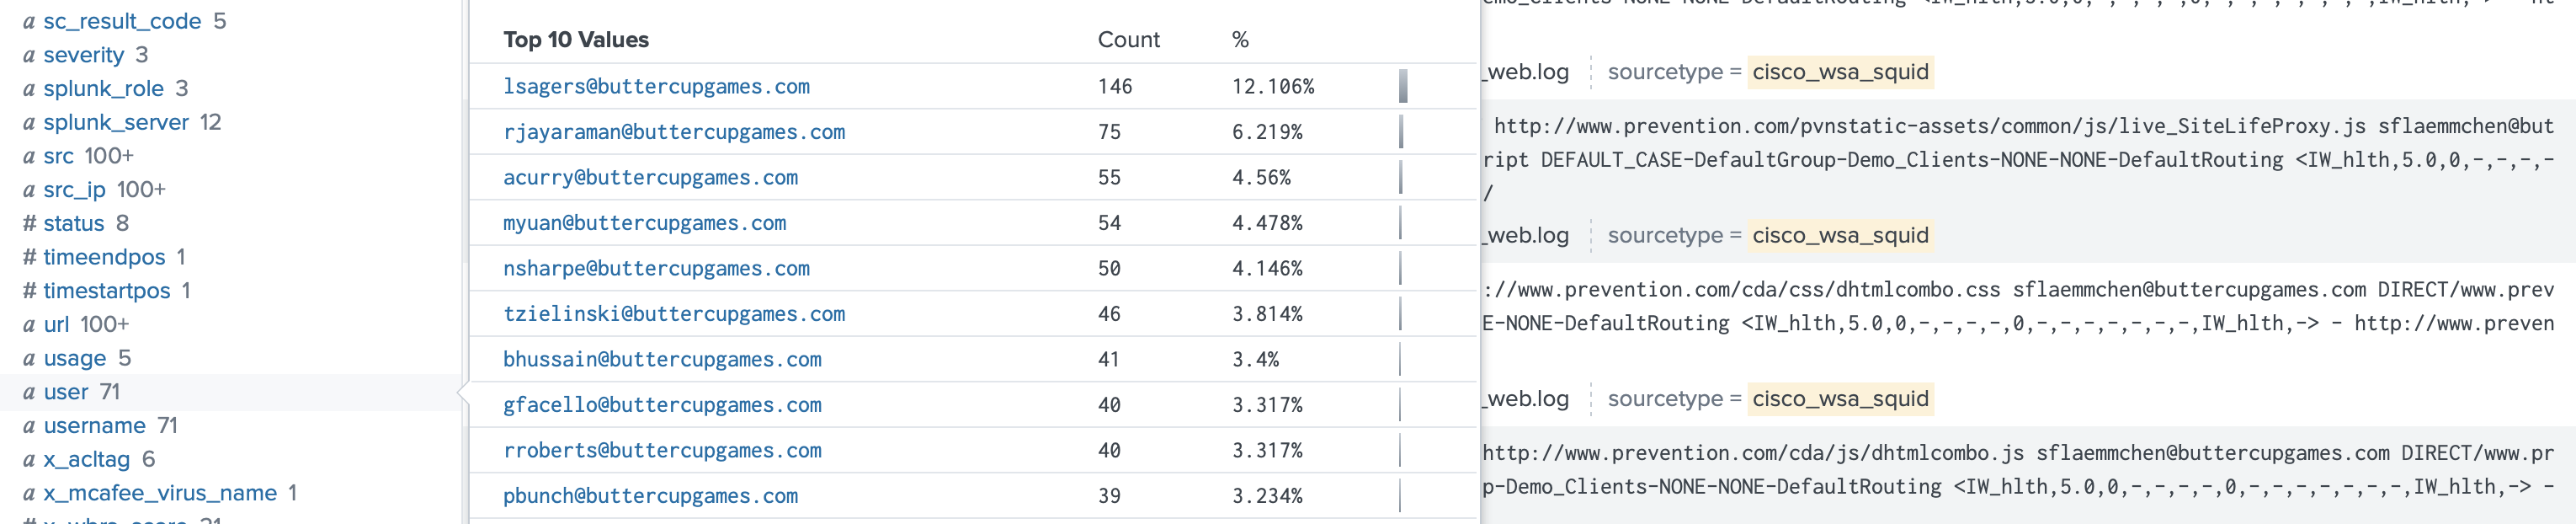 a sc_result_code 5
a severity 3
a splunk_role 3
a splunk_server 12
a src 100+
a src_ip 100+
# status 8
# timeendpos 1
# timestartpos 1
a url 100+
a usage 5
a user 71
a username 71
a x_acltag 6
a x_mcafee_virus_name 1
Top 10 Values Count %
lsagers@buttercupgames.com 146 12.106%
rjayaraman@buttercupgames.com 75 6.219%
acurry@buttercupgames.com 55 4.56%
myuan@buttercupgames.com 54 4.478%
nsharpe@buttercupgames.com 50 4.146%
tzielinski@buttercupgames.com 46 3.814%
bhussain@buttercupgames.com 41 3.4%
gfacello@buttercupgames.com 40 3.317%
rroberts@buttercupgames.com 40 3.317%
pbunch@buttercupgames.com 39 3.234%
_web.log sourcetype = cisco_wsa_squid
http://www.prevention.com/pvnstatic-assets/common/js/live_SiteLifeProxy.js sflaemmchen@but
ript DEFAULT_CASE-DefaultGroup-Demo_Clients-NONE-NONE-DefaultRouting <IW_hlth,5.0,0,-,-,-,-
/
_web.log sourcetype = cisco_wsa_squid
://www.prevention.com/cda/css/dhtmlcombo.css sflaemmchen@buttercupgames.com DIRECT/www.prev
E-NONE-DefaultRouting <IW_hlth,5.0,0,-,-,-,-,0,-,-,-,-,-,-,-,IW_hlth,-> - http://www.preven
_web.log sourcetype = cisco_wsa_squid
http://www.prevention.com/cda/js/dhtmlcombo.js sflaemmchen@buttercupgames.com DIRECT/www.pr
p-Demo_Clients-NONE-NONE-DefaultRouting <IW_hlth,5.0,0,-,-,-,-,0,-,-,-,-,-,-,-,IW_hlth,-> -